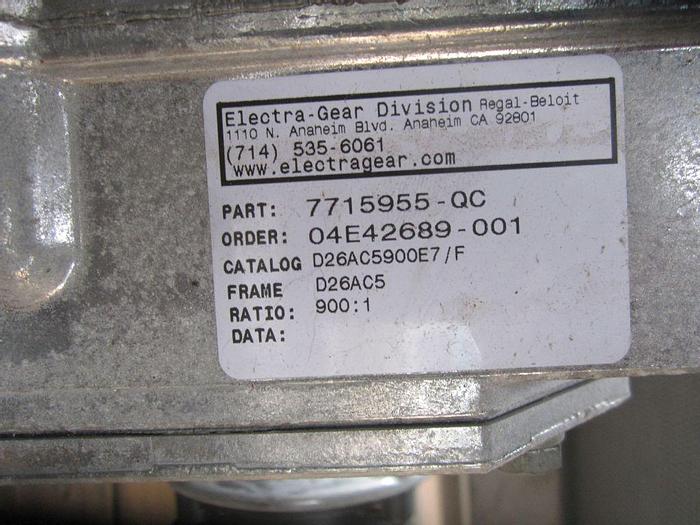 Electra-Gear Division Regal-Beloit
1110 N. Anaheim Blvd. Anaheim CA 92801
(714) 535-6061
www.electragear.com
PART: 7715955-QC
ORDER: 04E42689-001
CATALOG D26AC5900E7/F
FRAME D26AC5
RATIO: 900:1
DATA: